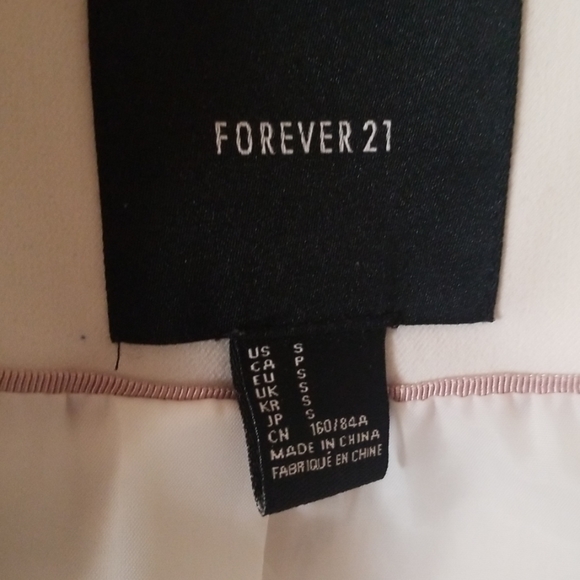 FOREVER 21
US S
CA P
EU S
UK S
KR S
JP S
CN 160/84A
MADE IN CHINA
FABRIQUÉ EN CHINE